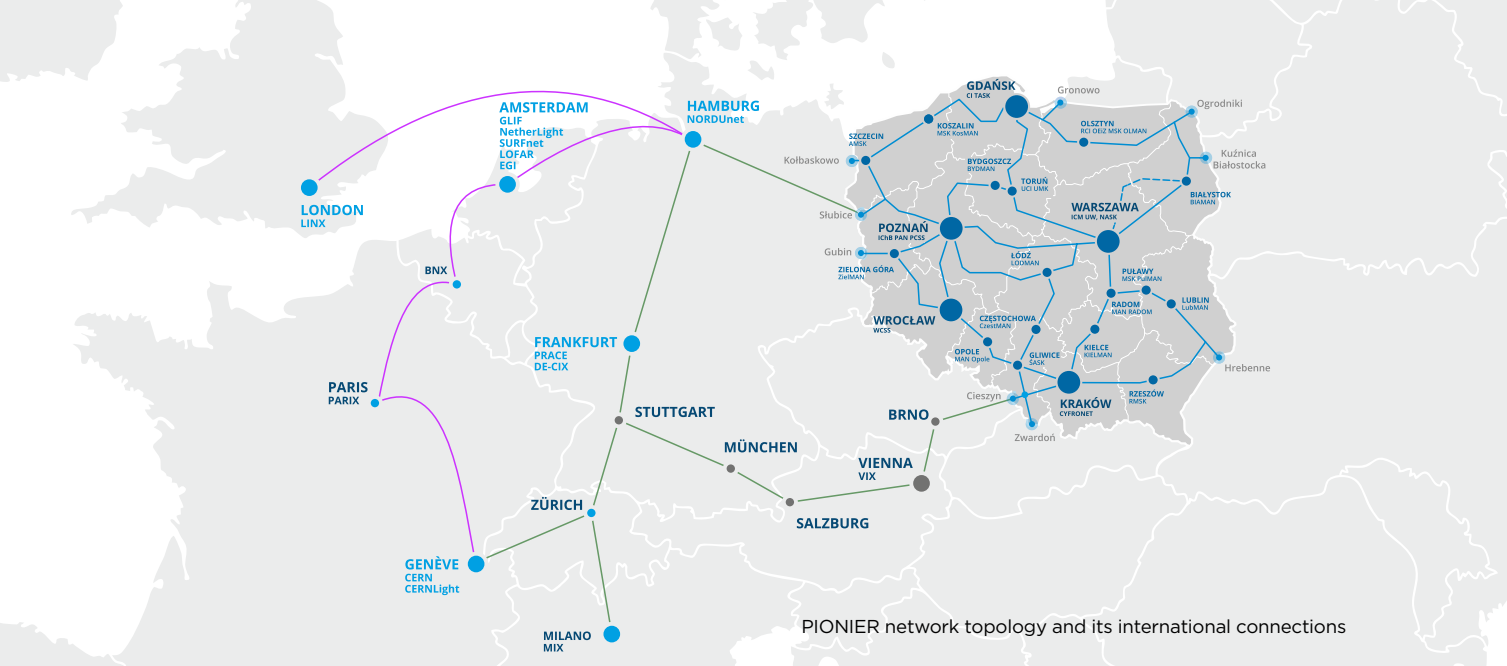 AMSTERDAM
GLIF
NetherLight
SURFnet
LOFAR
EGI
HAMBURG
NORDUnet
LONDON
LINX
BNX
FRANKFURT
PRACE
DE-CIX
PARIS
PARIX
STUTTGART
MÜNCHEN
ZÜRICH
SALZBURG
VIENNA
VIX
BRNO
GENÈVE
CERN
CERNLight
MILANO
MIX
GDAŃSK
CI TASK
Gronowo
Ogrodniki
KOSZALIN
MSK KosMAN
OLSZTYN
RCI OEiZ MSK OLMAN
SZCZECIN
AMSK
Kołbaskowo
Kuźnica
Białostocka
BYDGOSZCZ
BYDMAN
TORUŃ
UCI UMK
BIAŁYSTOK
BIAMAN
WARSZAWA
ICM UW, NASK
Słubice
POZNAŃ
IChB PAN PCSS
Gubin
ZIELONA GÓRA
ZielMAN
ŁÓDŹ
LODMAN
PUŁAWY
MSK PulMAN
RADOM
MAN RADOM
LUBLIN
LubMAN
WROCŁAW
WCSS
CZĘSTOCHOWA
CzestMAN
OPOLE
MAN Opole
GLIWICE
ŚASK
KIELCE
KIELMAN
Hrebenne
Cieszyn
KRAKÓW
CYFRONET
RZESZÓW
RMSK
Zwardoń
PIONIER network topology and its international connections